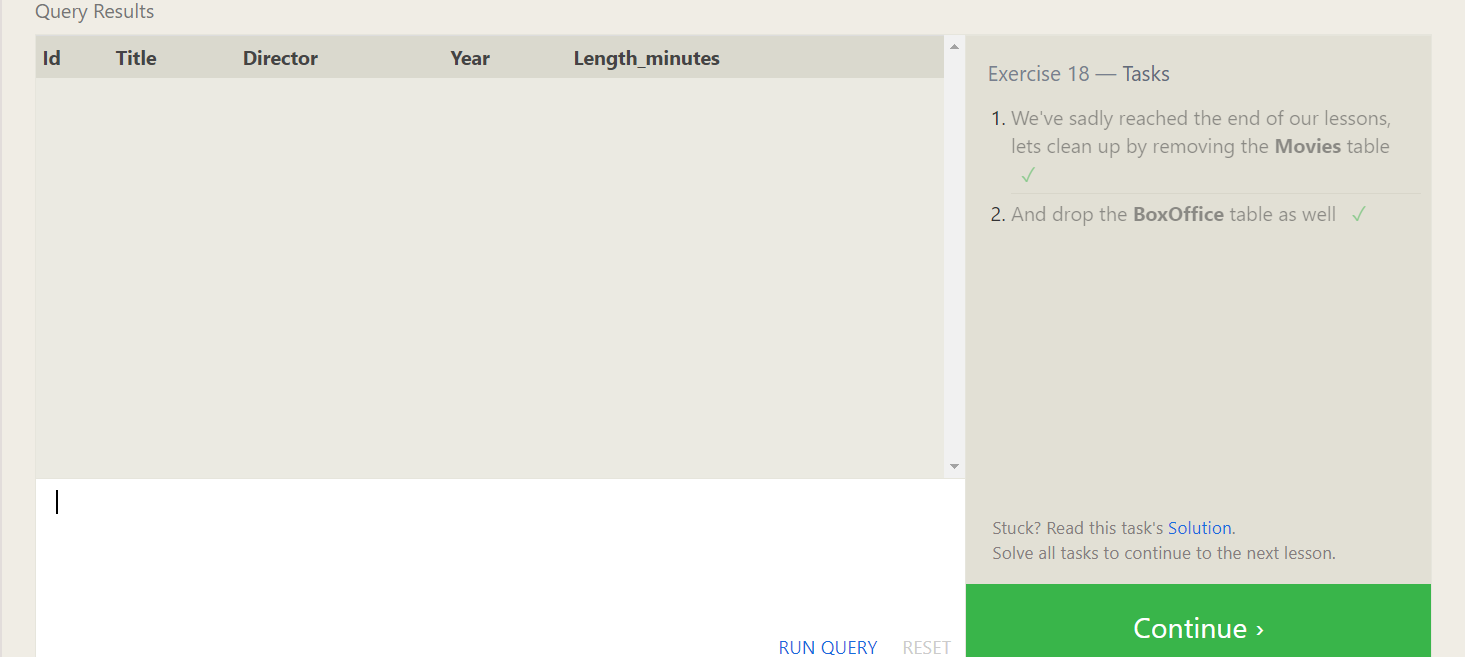 Query Results
Id Title Director Year Length_minutes
Exercise 18 — Tasks
1. We've sadly reached the end of our lessons,
lets clean up by removing the Movies table
✓
2. And drop the BoxOffice table as well ✓
Stuck? Read this task's Solution.
Solve all tasks to continue to the next lesson.
RUN QUERY RESET
Continue ›